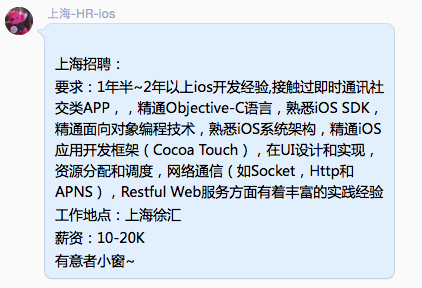 上海-HR-ios
上海招聘：
要求：1年半~2年以上ios开发经验,接触过即时通讯社
交类APP，，精通Objective-C语言，熟悉iOS SDK，
精通面向对象编程技术，熟悉iOS系统架构，精通iOS
应用开发框架（Cocoa Touch），在UI设计和实现，
资源分配和调度，网络通信（如Socket，Http和
APNS），Restful Web服务方面有着丰富的实践经验
工作地点：上海徐汇
薪资：10-20K
有意者小窗~